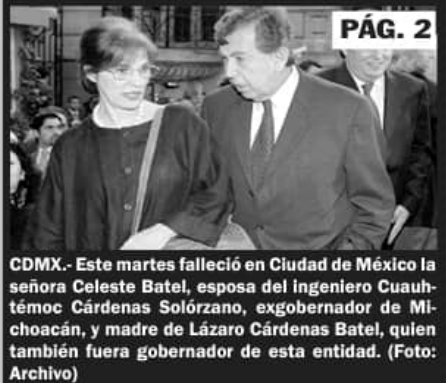 PÁG. 2
CDMX.- Este martes falleció en Ciudad de México la
señora Celeste Batel, esposa del ingeniero Cuauh-
témoc Cárdenas Solórzano, exgobernador de Mi-
choacán, y madre de Lázaro Cárdenas Batel, quien
también fuera gobernador de esta entidad. (Foto:
Archivo)